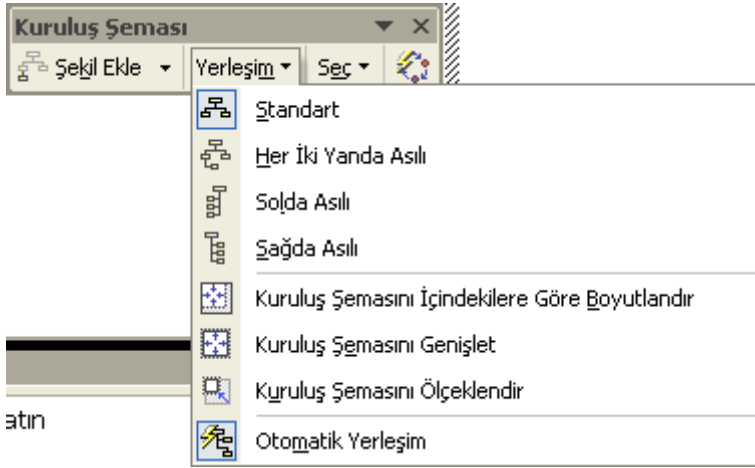 Kuruluş Şeması
Şekil Ekle Yerleşim Seç
Standart
Her İki Yanda Asılı
Solda Asılı
Sağda Asılı
Kuruluş Şemasını İçindekilere Göre Boyutlandır
Kuruluş Şemasını Genişlet
Kuruluş Şemasını Ölçeklendir
atın
Otomatik Yerleşim